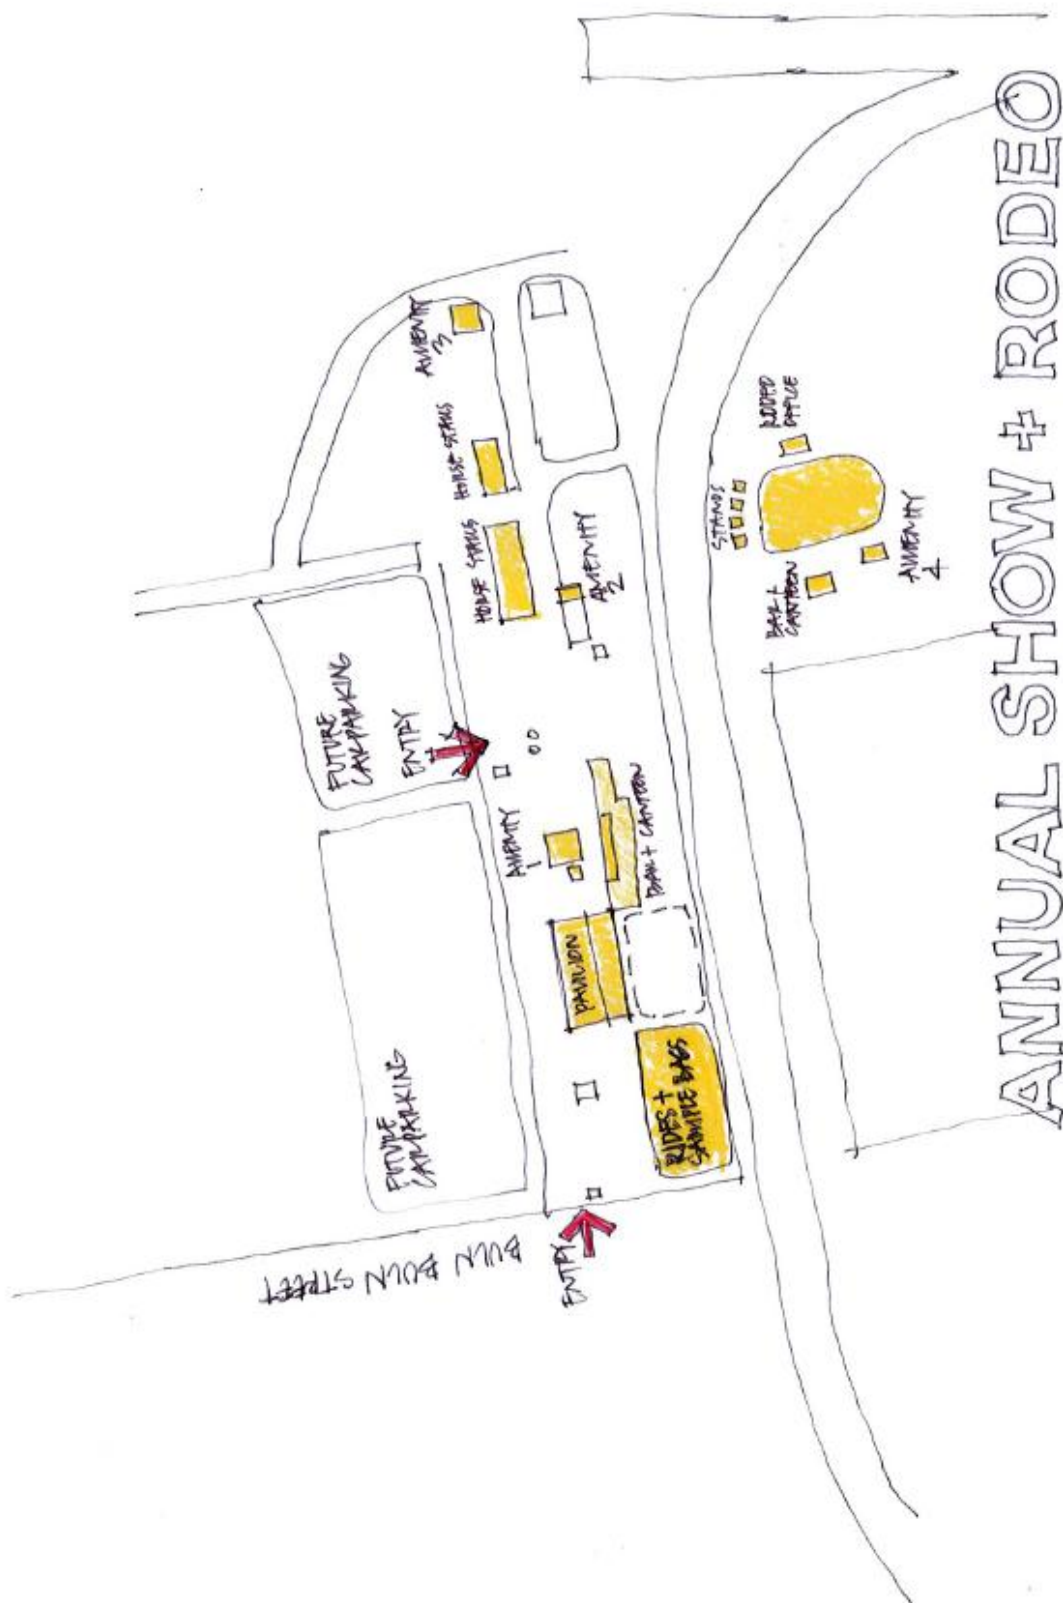 BULN BULN STREET
FUTURE
CARPARKING
FUTURE
CARPARKING
ENTRY
AMENITY
3
HORSE STALLS
HORSE STALLS
AMENITY
1
ENTRY
PAVILION
AMENITY
2
BAR + CANTEEN
RIDES +
SAMPLE BAGS
STANDS
RODEO
OFFICE
BAR +
CANTEEN
AMENITY
4
ANNUAL SHOW + RODEO